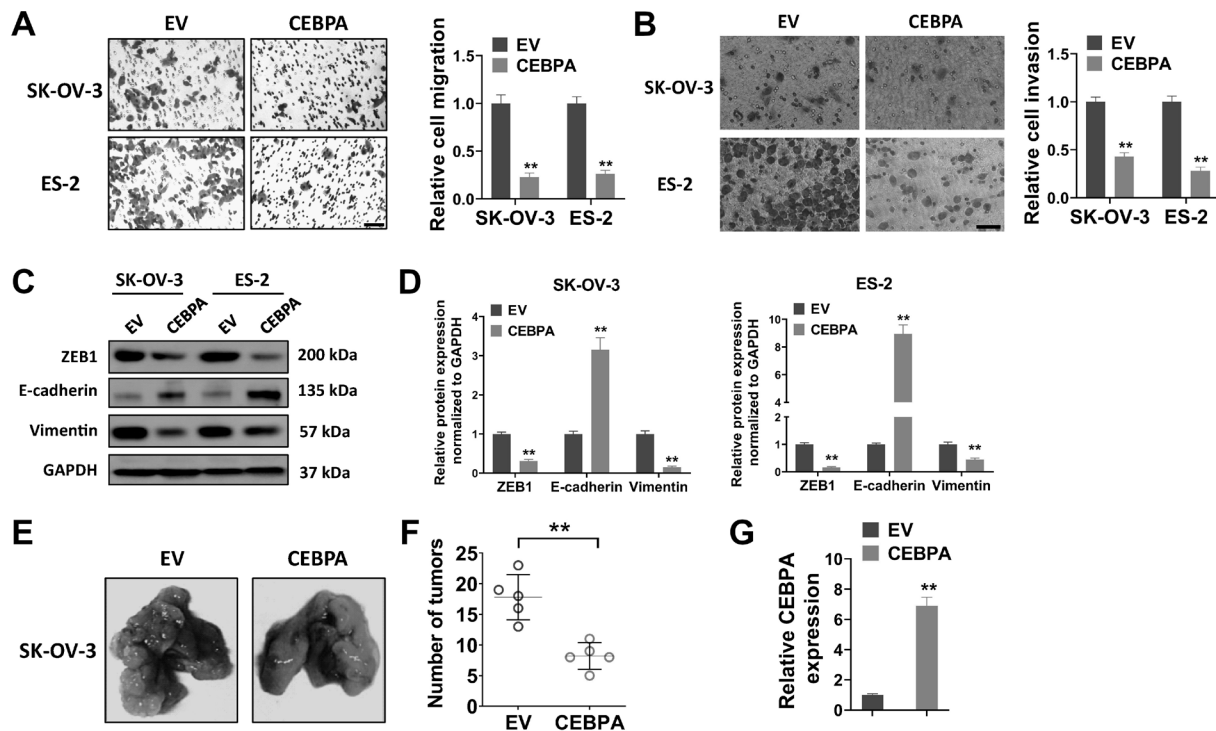 A
EV
CEBPA
SK-OV-3
ES-2
Relative cell migration
1.5
1.0
0.5
0.0
EV
CEBPA
**
**
SK-OV-3
ES-2
B
EV
CEBPA
SK-OV-3
ES-2
Relative cell invasion
1.5
1.0
0.5
0.0
EV
CEBPA
**
**
SK-OV-3
ES-2
C
SK-OV-3
ES-2
EV
CEBPA
EV
CEBPA
ZEB1
200 kDa
E-cadherin
135 kDa
Vimentin
57 kDa
GAPDH
37 kDa
D
SK-OV-3
EV
CEBPA
Relative protein expression
normalized to GAPDH
4
3
2
1
0
**
**
**
ZEB1
E-cadherin
Vimentin
ES-2
EV
CEBPA
Relative protein expression
normalized to GAPDH
10
8
6
4
2
2
1
0
**
**
**
ZEB1
E-cadherin
Vimentin
E
EV
CEBPA
SK-OV-3
F
**
Number of tumors
25
20
15
10
5
0
EV
CEBPA
G
EV
CEBPA
Relative CEBPA
expression
10
8
6
4
2
0
**